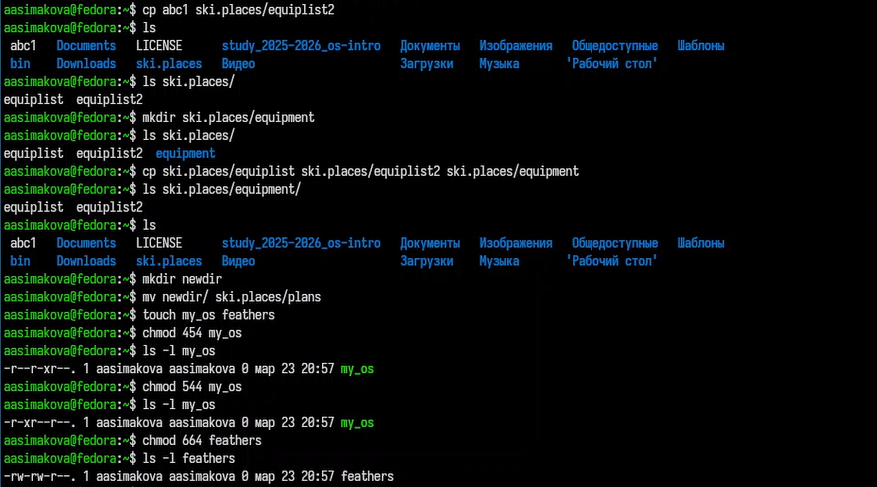 aasimakova@fedora:~$ cp abc1 ski.places/equiplist2
aasimakova@fedora:~$ ls
abc1 Documents LICENSE study_2025-2026_os-intro Документы Изображения Общедоступные Шаблоны
bin Downloads ski.places Видео Загрузки Музыка 'Рабочий стол'
aasimakova@fedora:~$ ls ski.places/
equiplist equiplist2
aasimakova@fedora:~$ mkdir ski.places/equipment
aasimakova@fedora:~$ ls ski.places/
equiplist equiplist2 equipment
aasimakova@fedora:~$ cp ski.places/equiplist ski.places/equiplist2 ski.places/equipment
aasimakova@fedora:~$ ls ski.places/equipment/
equiplist equiplist2
aasimakova@fedora:~$ ls
abc1 Documents LICENSE study_2025-2026_os-intro Документы Изображения Общедоступные Шаблоны
bin Downloads ski.places Видео Загрузки Музыка 'Рабочий стол'
aasimakova@fedora:~$ mkdir newdir
aasimakova@fedora:~$ mv newdir/ ski.places/plans
aasimakova@fedora:~$ touch my_os feathers
aasimakova@fedora:~$ chmod 454 my_os
aasimakova@fedora:~$ ls -l my_os
-r--r-xr--. 1 aasimakova aasimakova 0 мар 23 20:57 my_os
aasimakova@fedora:~$ chmod 544 my_os
aasimakova@fedora:~$ ls -l my_os
-r-xr--r--. 1 aasimakova aasimakova 0 мар 23 20:57 my_os
aasimakova@fedora:~$ chmod 664 feathers
aasimakova@fedora:~$ ls -l feathers
-rw-rw-r--. 1 aasimakova aasimakova 0 мар 23 20:57 feathers